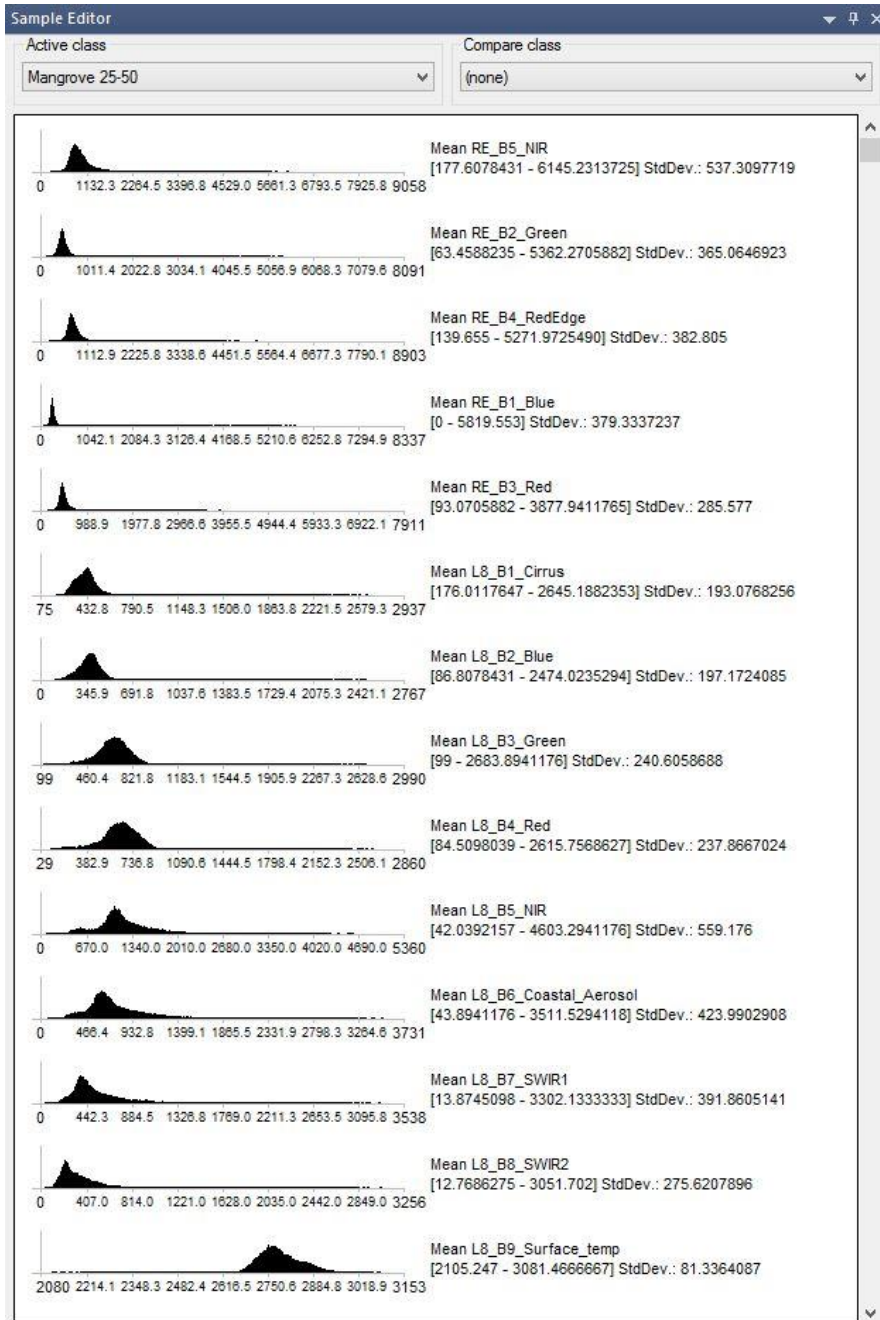 Sample Editor
Active class
Compare class
Mangrove 25-50
(none)
Mean RE_B5_NIR
[177.6078431 - 6145.2313725] StdDev.: 537.3097719
0 1132.3 2264.5 3396.8 4529.0 5661.3 6793.5 7925.8 9058
Mean RE_B2_Green
[63.4588235 - 5362.2705882] StdDev.: 365.0646923
0 1011.4 2022.8 3034.1 4045.5 5056.9 6068.3 7079.6 8091
Mean RE_B4_RedEdge
[139.655 - 5271.9725490] StdDev.: 382.805
0 1112.9 2225.8 3338.6 4451.5 5564.4 6677.3 7790.1 8903
Mean RE_B1_Blue
[0 - 5819.553] StdDev.: 379.3337237
0 1042.1 2084.3 3126.4 4168.5 5210.6 6252.8 7294.9 8337
Mean RE_B3_Red
[93.0705882 - 3877.9411765] StdDev.: 285.577
0 988.9 1977.8 2966.6 3955.5 4944.4 5933.3 6922.1 7911
Mean L8_B1_Cirrus
[176.0117647 - 2645.1882353] StdDev.: 193.0768256
75 432.8 790.5 1148.3 1506.0 1863.8 2221.5 2579.3 2937
Mean L8_B2_Blue
[86.8078431 - 2474.0235294] StdDev.: 197.1724085
0 345.9 691.8 1037.6 1383.5 1729.4 2075.3 2421.1 2767
Mean L8_B3_Green
[99 - 2683.8941176] StdDev.: 240.6058688
99 460.4 821.8 1183.1 1544.5 1905.9 2267.3 2628.6 2990
Mean L8_B4_Red
[84.5098039 - 2615.7568627] StdDev.: 237.8667024
29 382.9 736.8 1090.6 1444.5 1798.4 2152.3 2506.1 2860
Mean L8_B5_NIR
[42.0392157 - 4603.2941176] StdDev.: 559.176
0 670.0 1340.0 2010.0 2680.0 3350.0 4020.0 4690.0 5360
Mean L8_B6_Coastal_Aerosol
[43.8941176 - 3511.5294118] StdDev.: 423.9902908
0 466.4 932.8 1399.1 1865.5 2331.9 2798.3 3264.6 3731
Mean L8_B7_SWIR1
[13.8745098 - 3302.1333333] StdDev.: 391.8605141
0 442.3 884.5 1326.8 1769.0 2211.3 2653.5 3095.8 3538
Mean L8_B8_SWIR2
[12.7686275 - 3051.702] StdDev.: 275.6207896
0 407.0 814.0 1221.0 1628.0 2035.0 2442.0 2849.0 3256
Mean L8_B9_Surface_temp
[2105.247 - 3081.4666667] StdDev.: 81.3364087
2080 2214.1 2348.3 2482.4 2616.5 2750.6 2884.8 3018.9 3153